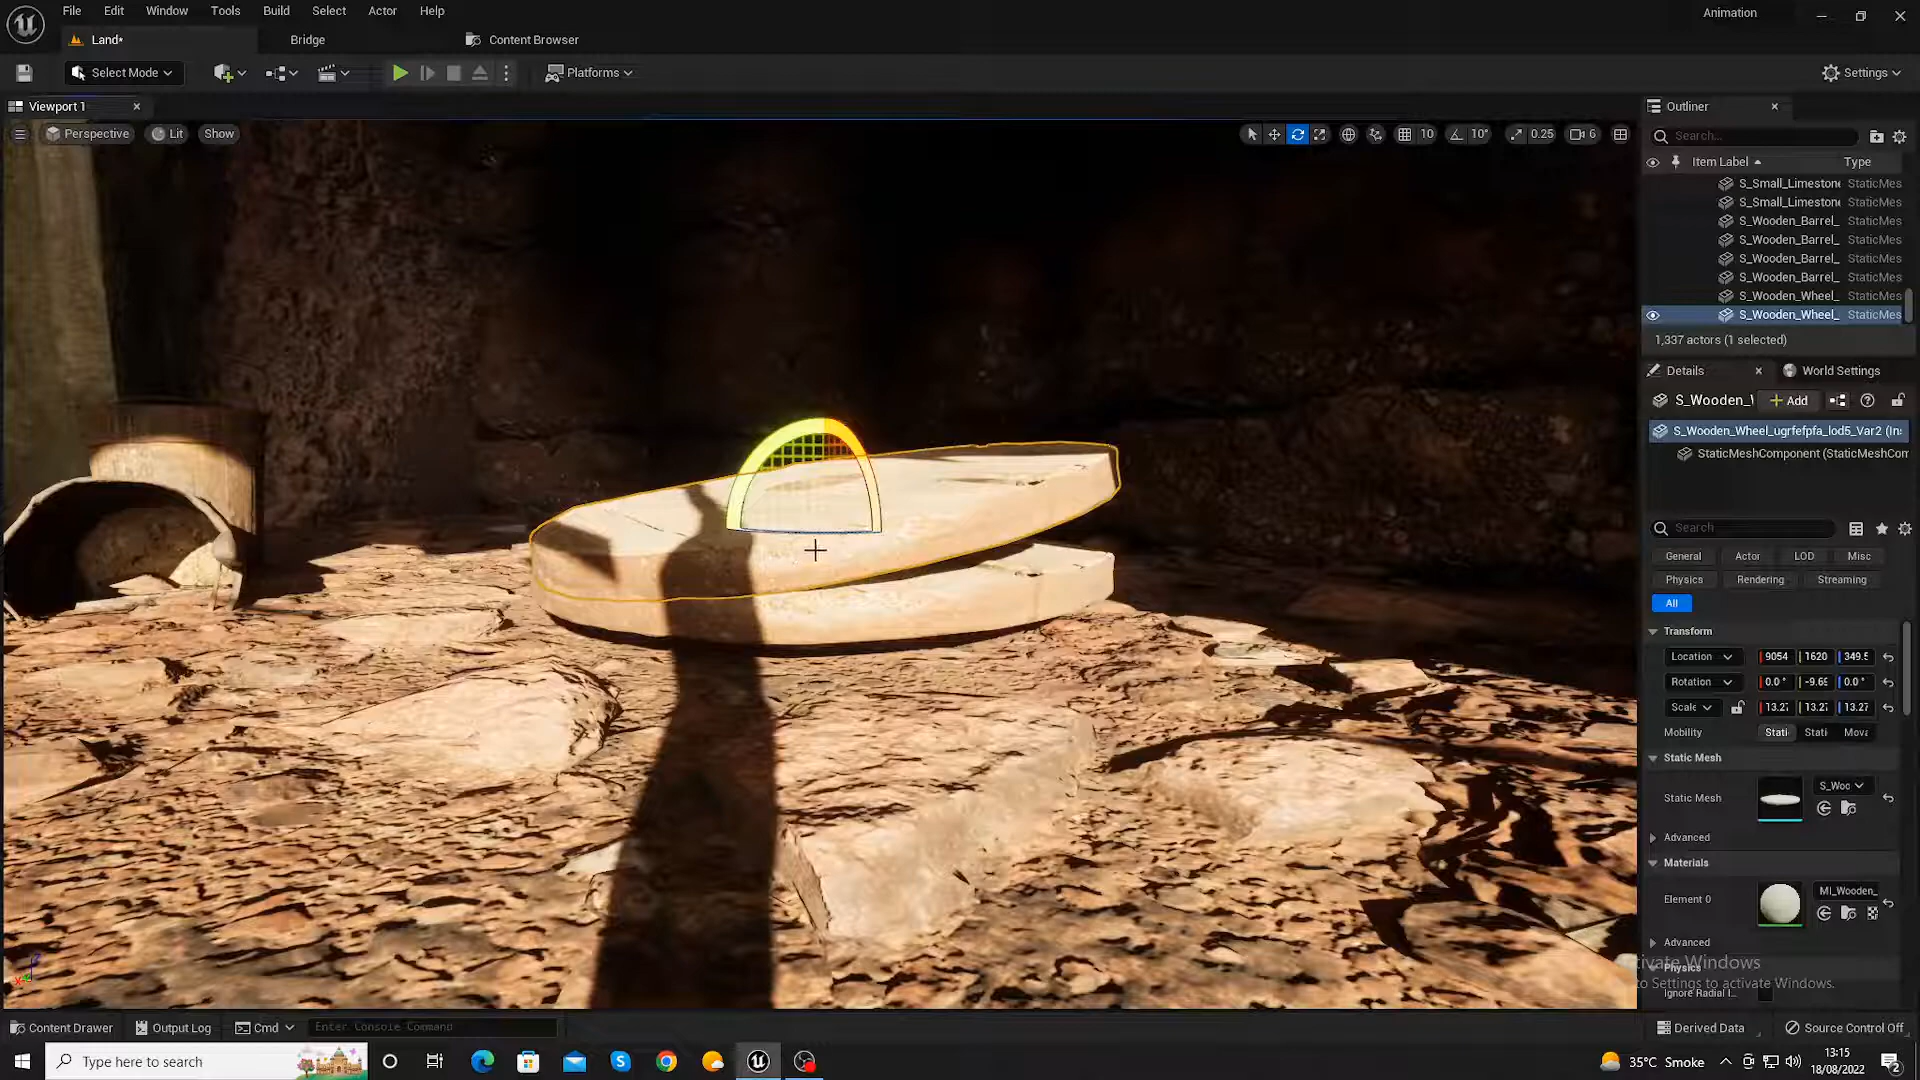 File Edit Window Tools Build Select Actor Help
Animation
Land*
Bridge
Content Browser
Select Mode
Platforms
Settings
Viewport 1
Perspective Lit Show
10 10° 0.25 6
Outliner
Search...
Item Label Type
S_Small_Limestone StaticMes
S_Small_Limestone StaticMes
S_Wooden_Barrel_ StaticMes
S_Wooden_Barrel_ StaticMes
S_Wooden_Barrel_ StaticMes
S_Wooden_Barrel_ StaticMes
S_Wooden_Wheel_ StaticMes
S_Wooden_Wheel_ StaticMes
1,337 actors (1 selected)
Details World Settings
S_Wooden_ Add
S_Wooden_Wheel_ugrfefpfa_lod5_Var2 (In
StaticMeshComponent (StaticMeshCom
Search
General Actor LOD Misc
Physics Rendering Streaming
All
Transform
Location 9054 1620 349.5
Rotation 0.0 ° -9.69 0.0 °
Scale 13.27 13.27 13.27
Mobility Stati Stati Mova
Static Mesh
Static Mesh S_Woo
Advanced
Materials
Element 0 MI_Wooden_
Advanced
Physics
Ignore Radial I...
tivate Windows
to Settings to activate Windows.
Content Drawer Output Log Cmd Enter Console Command
Derived Data Source Control Off
Type here to search
35°C Smoke
13:15
18/08/2022
2